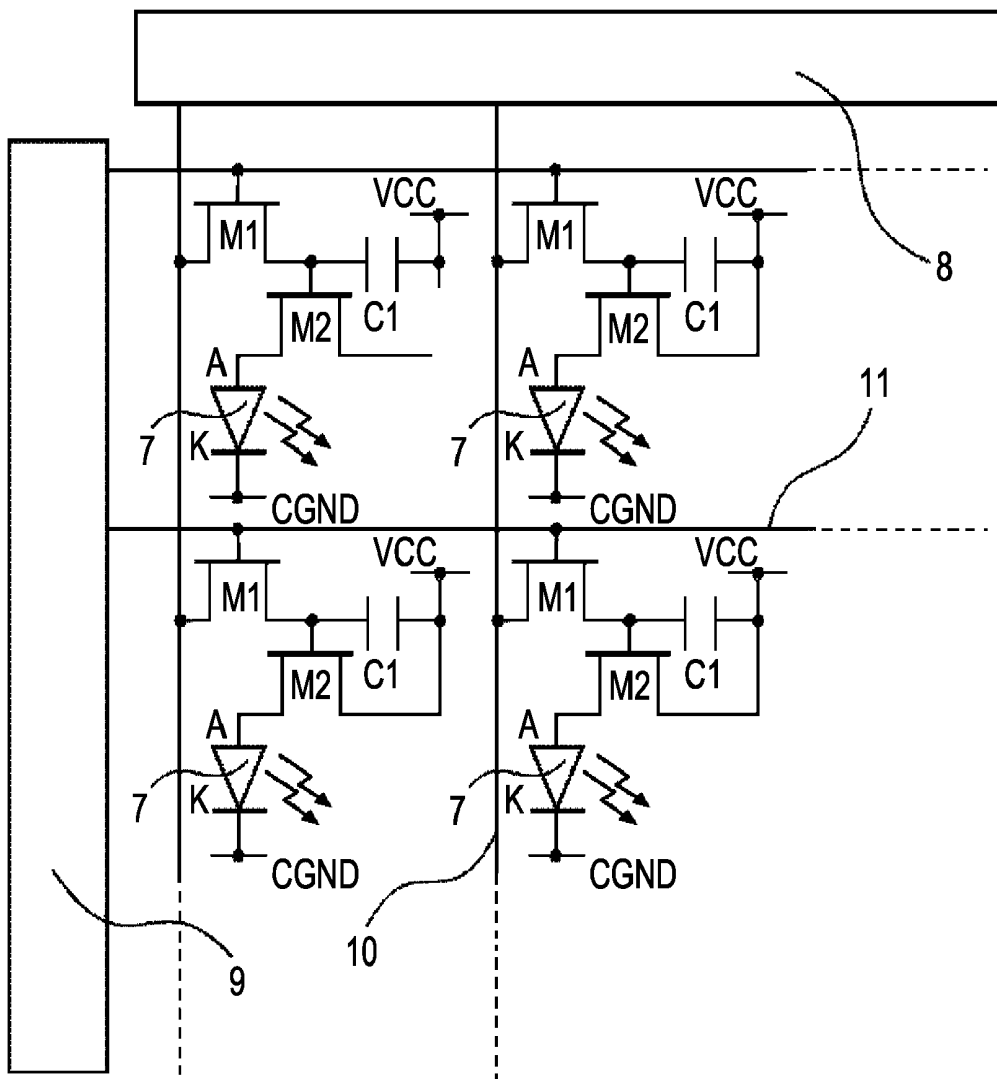 VCC VCC
M1 M1
8
C1 C1
M2 M2
A A
11
7 K 7 K
CGND CGND
VCC VCC
M1 M1
C1 C1
M2 M2
A A
7 K 7 K
CGND CGND
10
9